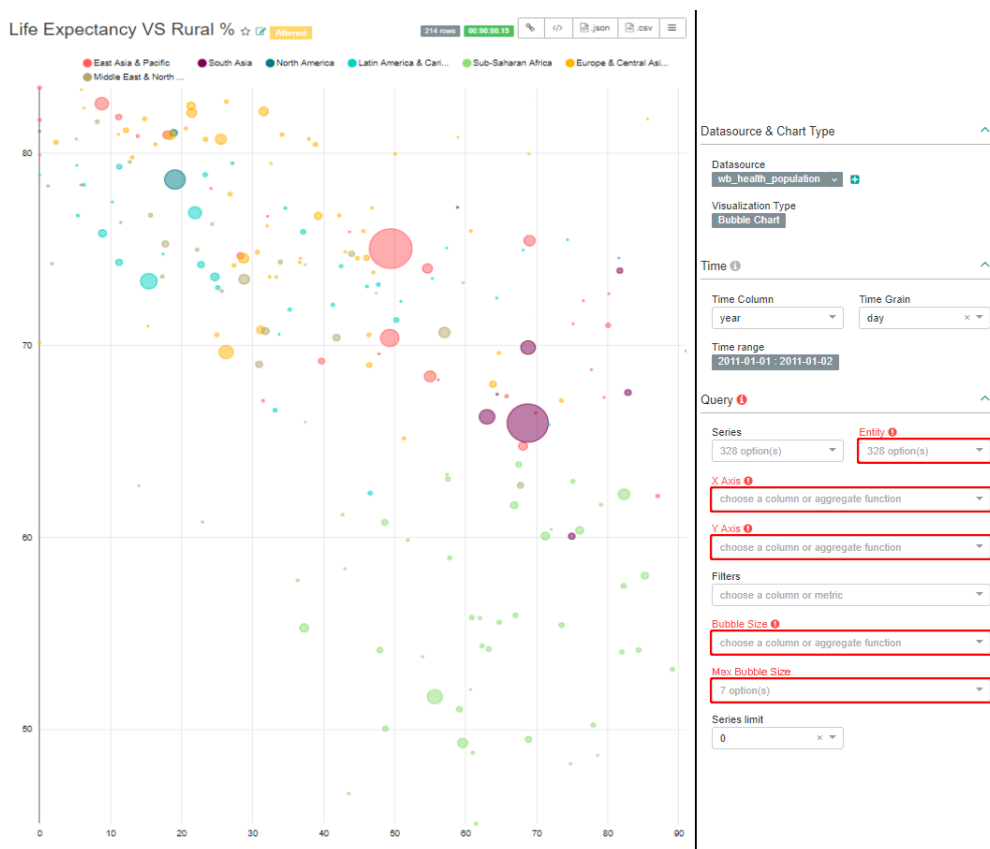 Life Expectancy VS Rural % Altered
214 rows 00:00:00.19 </> .json .csv
East Asia & Pacific South Asia North America Latin America & Cari... Sub-Saharan Africa Europe & Central Asi...
Middle East & North ...
80
70
60
50
0 10 20 30 40 50 60 70 80 90
Datasource & Chart Type
Datasource
wb_health_population
Visualization Type
Bubble Chart
Time
Time Column Time Grain
year day ×
Time range
2011-01-01 : 2011-01-02
Query
Series Entity
328 option(s) 328 option(s)
X Axis
choose a column or aggregate function
Y Axis
choose a column or aggregate function
Filters
choose a column or metric
Bubble Size
choose a column or aggregate function
Max Bubble Size
7 option(s)
Series limit
0 ×